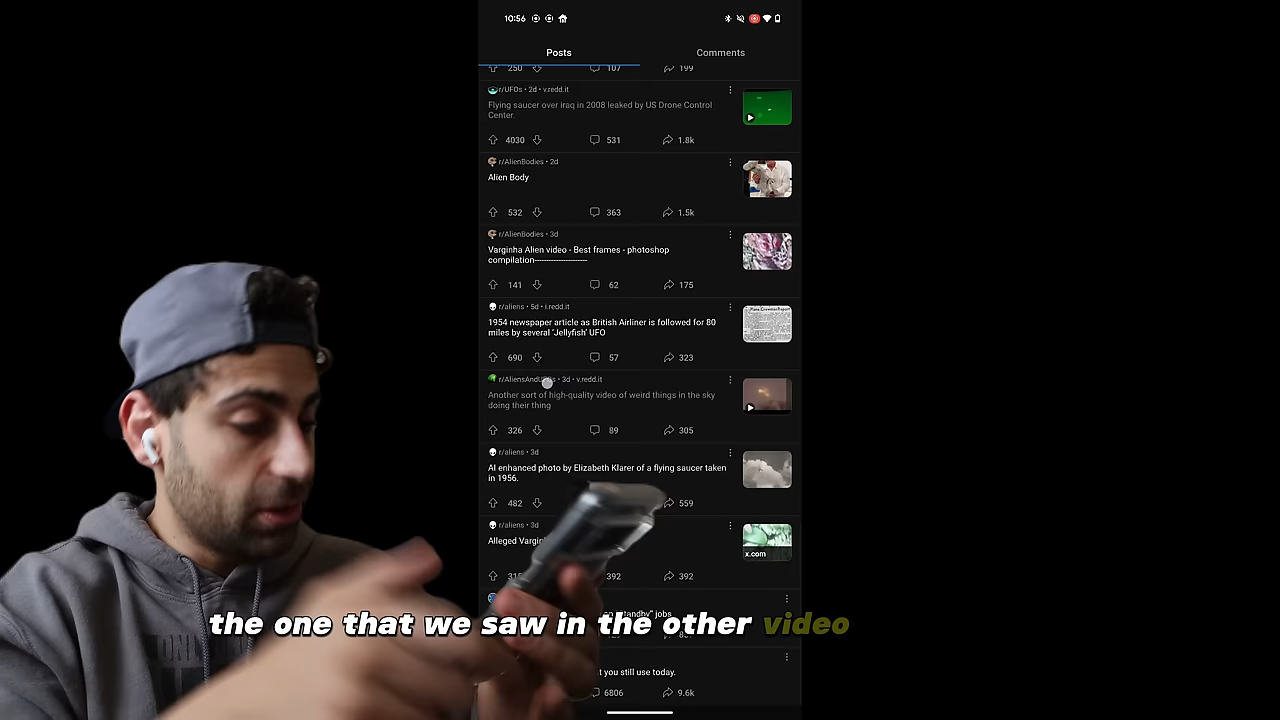 10:56
Posts
Comments
250
107
199
r/UFOs • 2d • v.redd.it
Flying saucer over iraq in 2008 leaked by US Drone Control
Center.
4030
531
1.8k
r/AlienBodies • 2d
Alien Body
532
363
1.5k
r/AlienBodies • 3d
Varginha Alien video - Best frames - photoshop
compilation----------------------
141
62
175
r/aliens • 5d • i.redd.it
1954 newspaper article as British Airliner is followed for 80
miles by several 'Jellyfish' UFO
690
57
323
• 3d • v.redd.it
Another sort of high-quality video of weird things in the sky
doing their thing
326
89
305
r/aliens • 3d
AI enhanced photo by Elizabeth Klarer of a flying saucer taken
in 1956.
482
559
r/aliens • 3d
Alleged
x.com
392
392
"standby" jobs
the one that we saw in the other video
t you still use today.
6806
9.6k